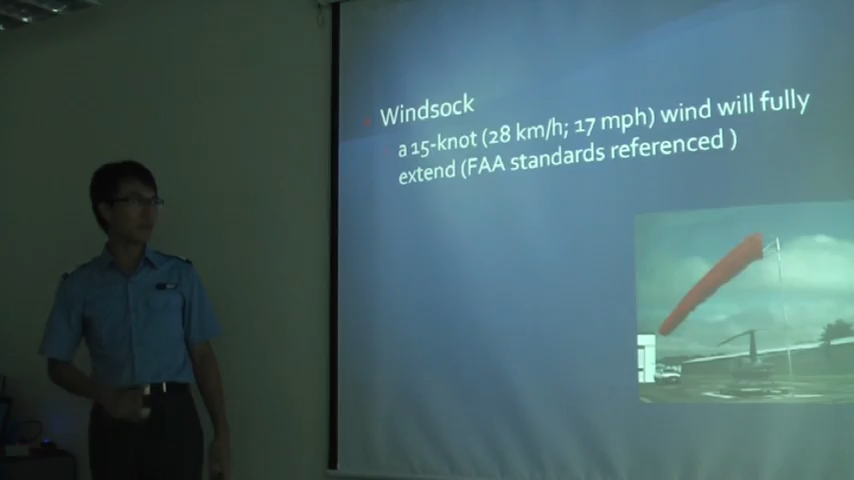 Windsock
a 15-knot (28 km/h; 17 mph) wind will fully
extend (FAA standards referenced )